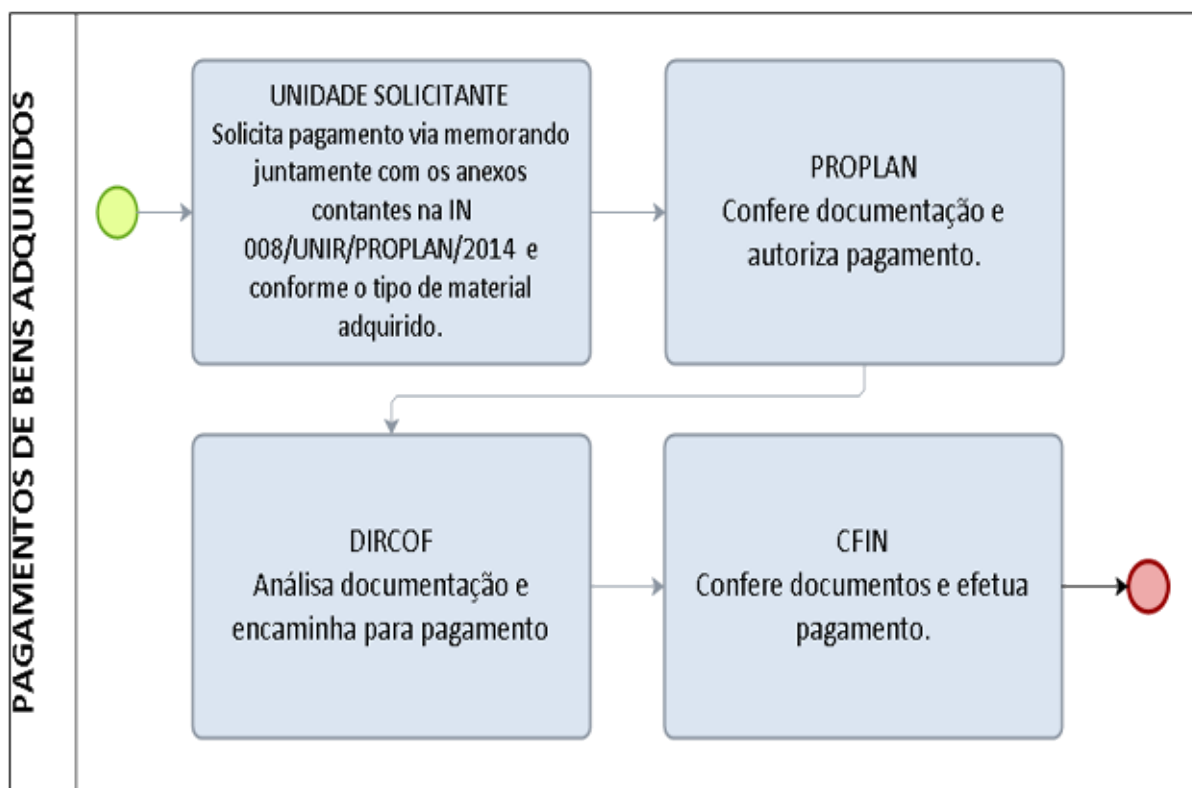 PAGAMENTOS DE BENS ADQUIRIDOS
UNIDADE SOLICITANTE
Solicita pagamento via memorando
juntamente com os anexos
contantes na IN
008/UNIR/PROPLAN/2014 e
conforme o tipo de material
adquirido.
PROPLAN
Confere documentação e
autoriza pagamento.
DIRCOF
Análisa documentação e
encaminha para pagamento
CFIN
Confere documentos e efetua
pagamento.